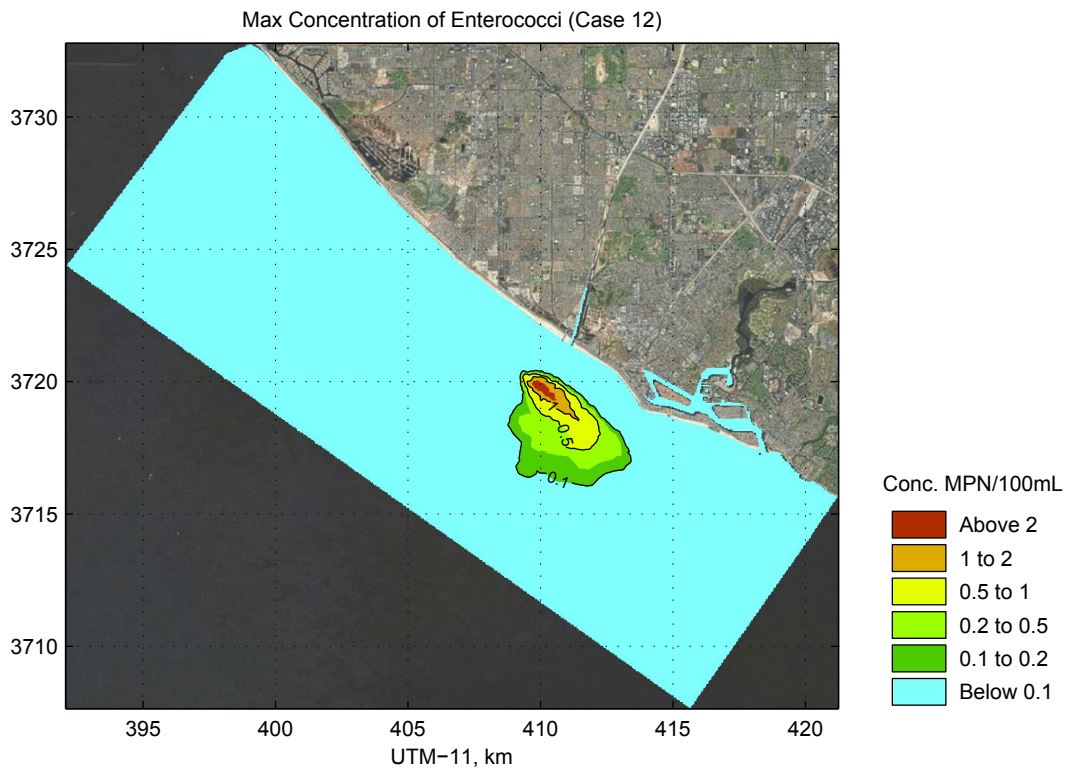 Max Concentration of Enterococci (Case 12)
3730
3725
3720
3715
3710
1
0.5
0.1
395
400
405
410
415
420
UTM−11, km
Conc. MPN/100mL
Above 2
1 to 2
0.5 to 1
0.2 to 0.5
0.1 to 0.2
Below 0.1